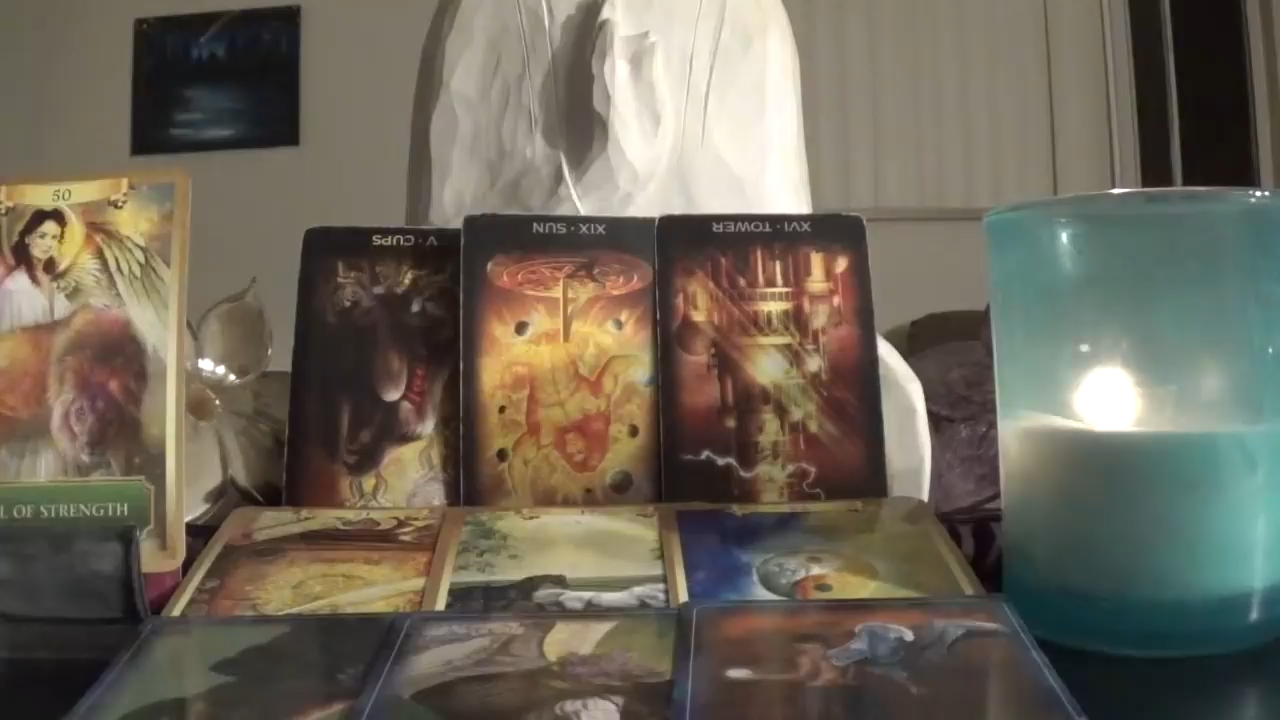 50
L OF STRENGTH
V · CUPS
XIX · SUN
XVI · TOWER